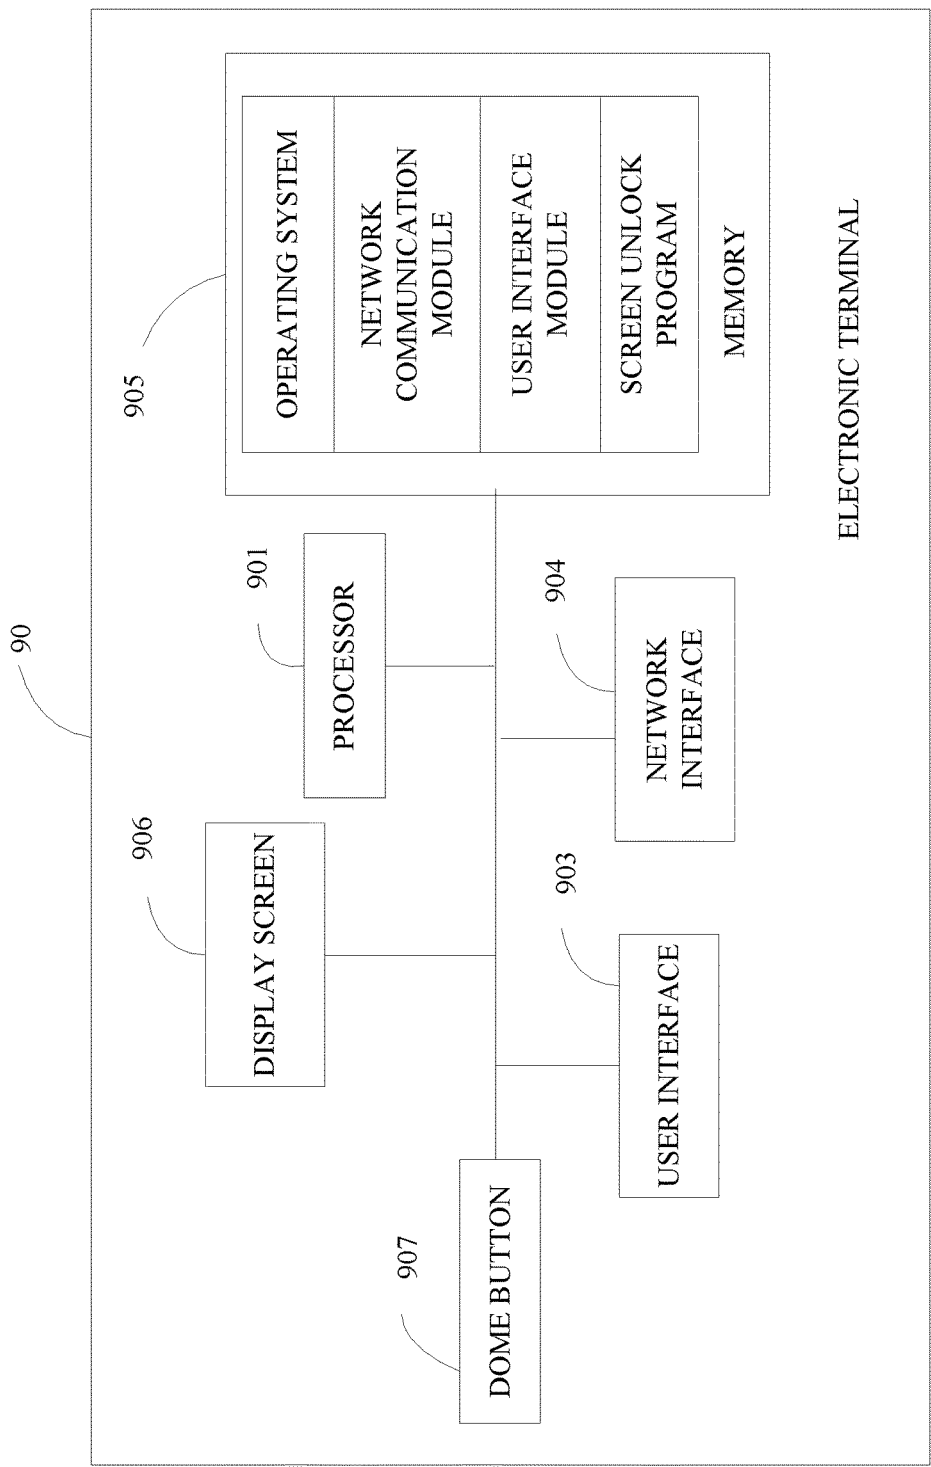 90
905
OPERATING SYSTEM
NETWORK
COMMUNICATION
MODULE
USER INTERFACE
MODULE
SCREEN UNLOCK
PROGRAM
MEMORY
901
PROCESSOR
904
NETWORK
INTERFACE
906
DISPLAY SCREEN
903
USER INTERFACE
907
DOME BUTTON
ELECTRONIC TERMINAL